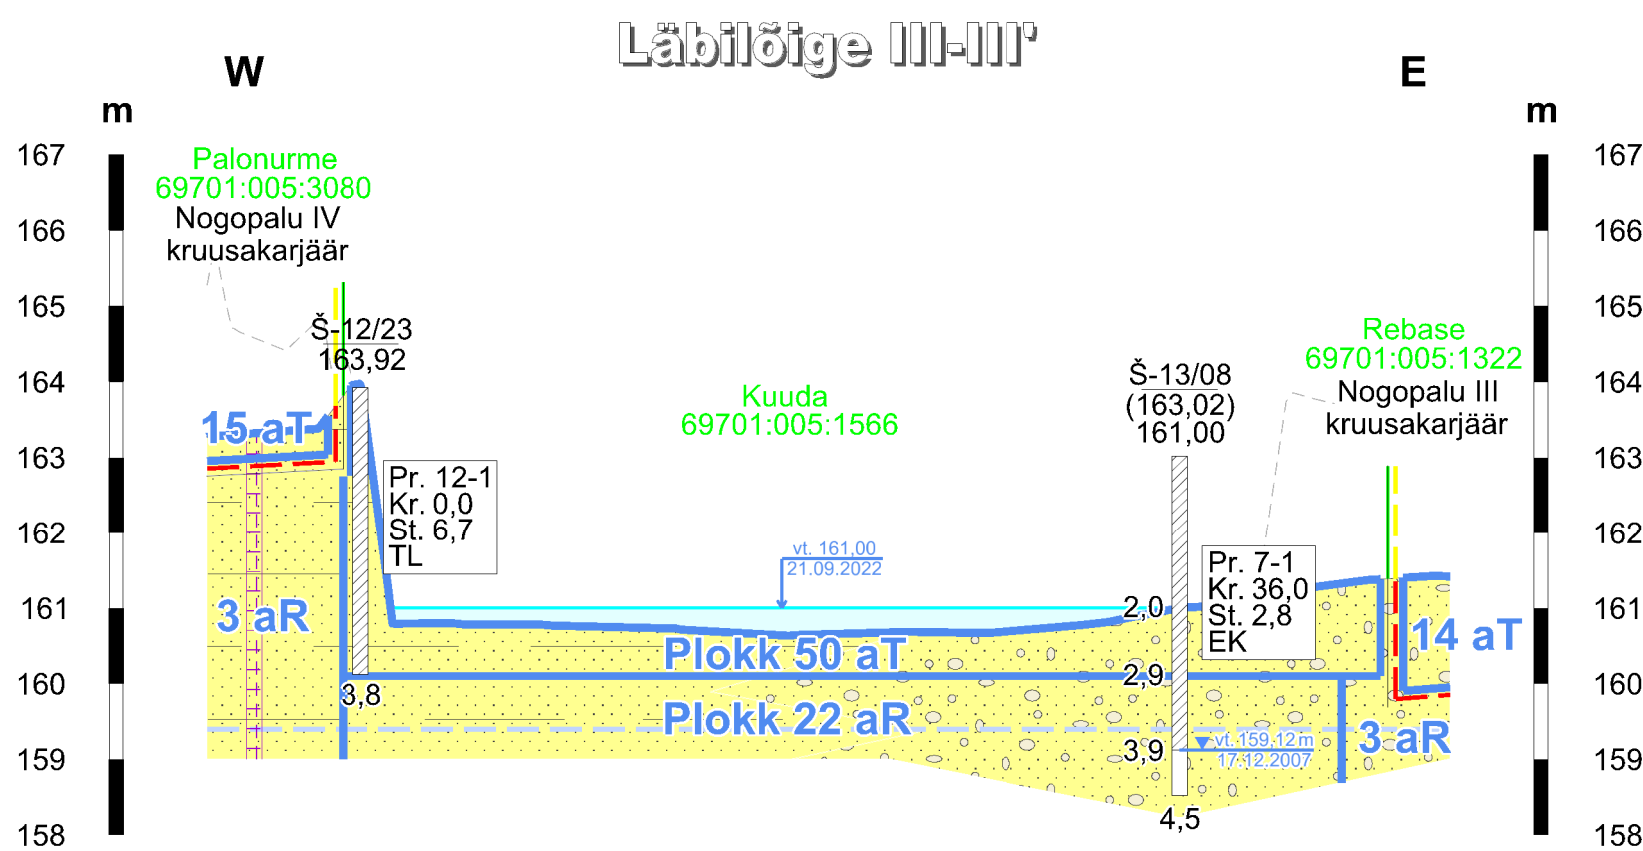 Läbilõige III-III'
W
E
m
m
167
166
165
164
163
162
161
160
159
158
167
166
165
164
163
162
161
160
159
158
Palonurme
69701:005:3080
Nogopalu IV
kruusakarjäär
Š-12/23
163,92
15 aT
Pr. 12-1
Kr. 0,0
St. 6,7
TL
3 aR
3,8
Kuuda
69701:005:1566
vt. 161,00
21.09.2022
Plokk 50 aT
Plokk 22 aR
Š-13/08
(163,02)
161,00
2,0
2,9
3,9
4,5
Pr. 7-1
Kr. 36,0
St. 2,8
EK
vt. 159,12 m
17.12.2007
Rebase
69701:005:1322
Nogopalu III
kruusakarjäär
14 aT
3 aR